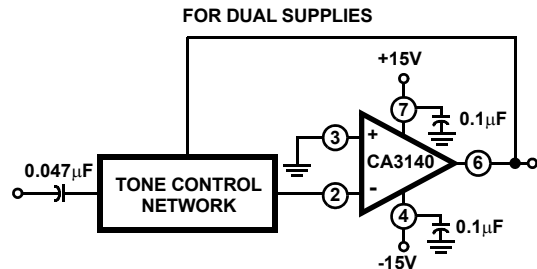 FOR DUAL SUPPLIES
+15V
7
0.1μF
3
+
CA3140
6
0.047μF
TONE CONTROL
NETWORK
2
-
4
0.1μF
-15V